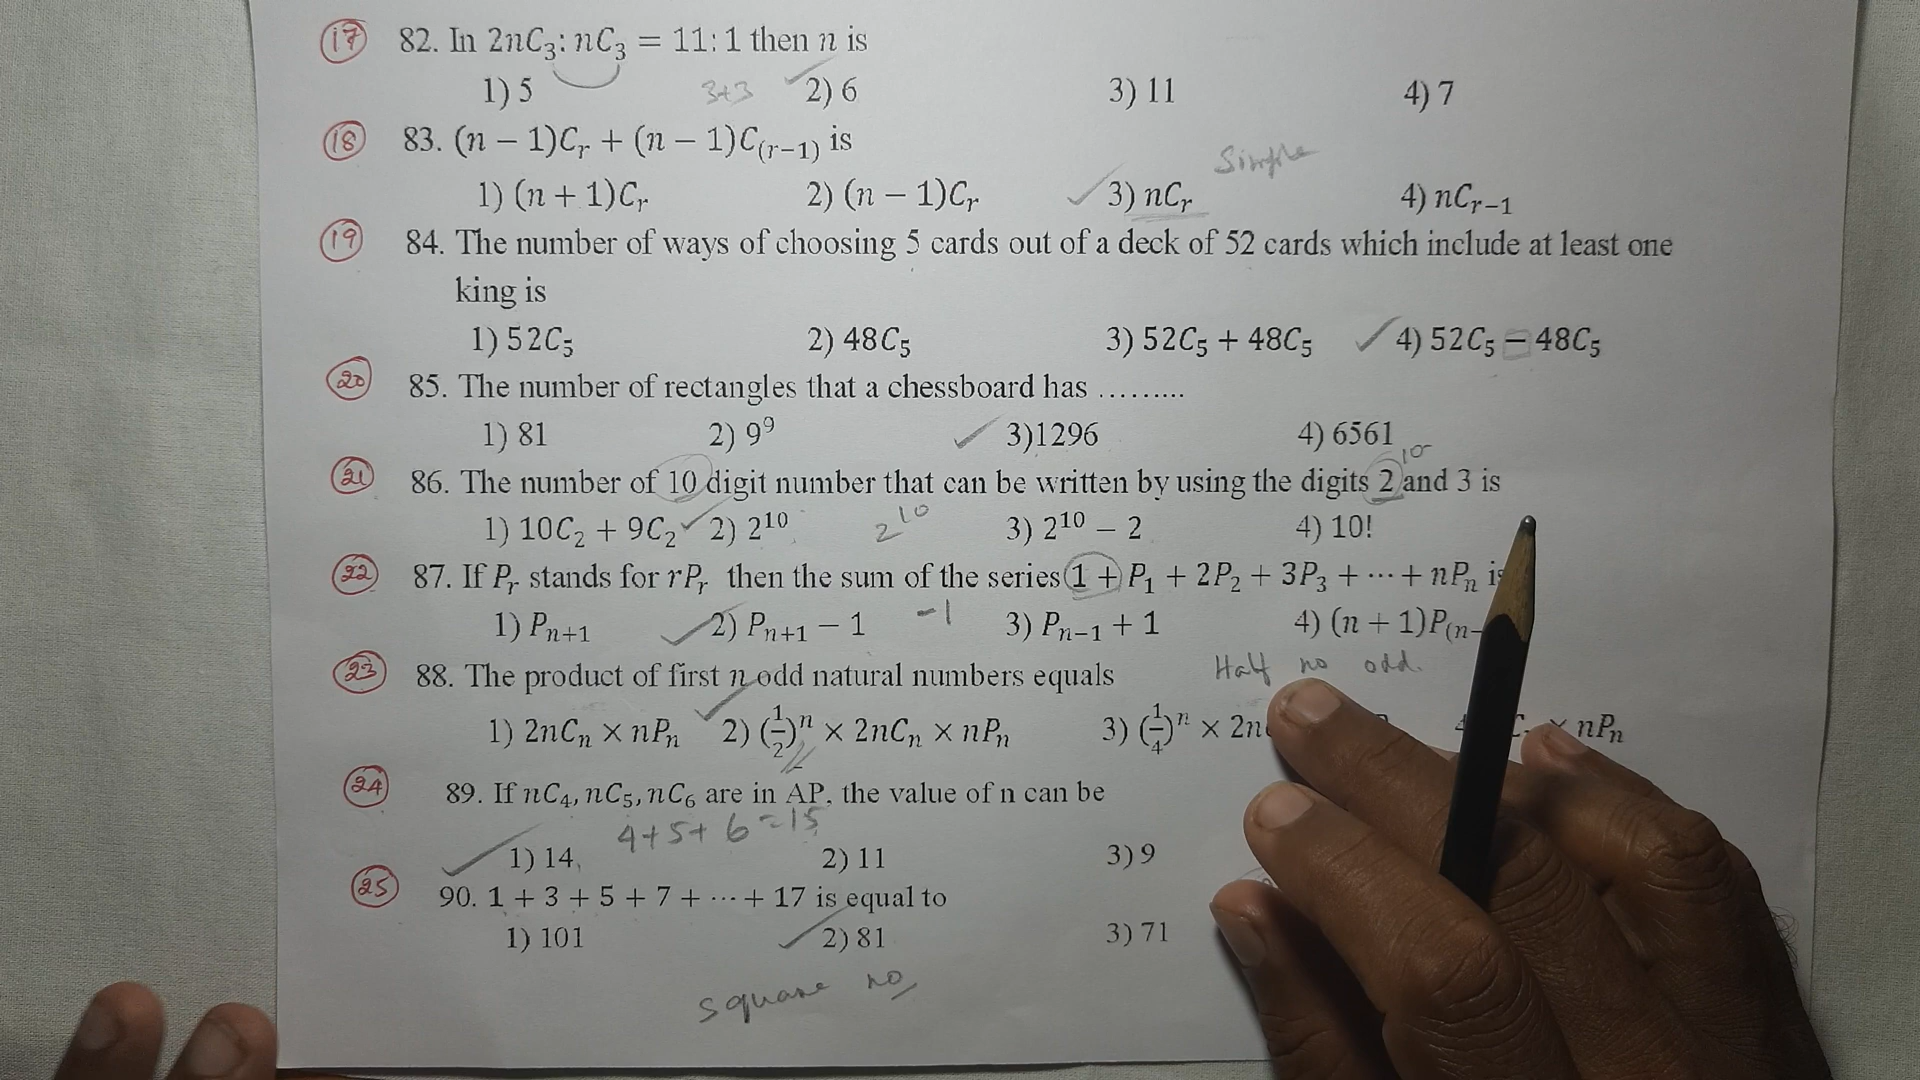 17 82. In 2nC₃: nC₃ = 11: 1 then n is
1) 5 3+3 2) 6 3) 11 4) 7
18 83. (n − 1)Cᵣ + (n − 1)C₍ᵣ₋₁₎ is
Simple
1) (n + 1)Cᵣ 2) (n − 1)Cᵣ 3) nCᵣ 4) nCᵣ₋₁
19 84. The number of ways of choosing 5 cards out of a deck of 52 cards which include at least one
king is
1) 52C₅ 2) 48C₅ 3) 52C₅ + 48C₅ 4) 52C₅ − 48C₅
20 85. The number of rectangles that a chessboard has .........
1) 81 2) 9⁹ 3)1296 4) 6561
10
21 86. The number of 10 digit number that can be written by using the digits 2 and 3 is
1) 10C₂ + 9C₂ 2) 2¹⁰ 2¹⁰ 3) 2¹⁰ − 2 4) 10!
22 87. If Pᵣ stands for rPᵣ then the sum of the series 1 + P₁ + 2P₂ + 3P₃ + ⋯ + nPₙ is
1) Pₙ₊₁ 2) Pₙ₊₁ − 1 −1 3) Pₙ₋₁ + 1 4) (n + 1)P₍ₙ₋
23 88. The product of first n odd natural numbers equals Half no odd.
1) 2nCₙ × nPₙ 2) (1/2)ⁿ × 2nCₙ × nPₙ 3) (1/4)ⁿ × 2n × nPₙ
24 89. If nC₄, nC₅, nC₆ are in AP, the value of n can be
4+5+6=15
1) 14 2) 11 3) 9
25 90. 1 + 3 + 5 + 7 + ⋯ + 17 is equal to
1) 101 2) 81 3) 71
square no